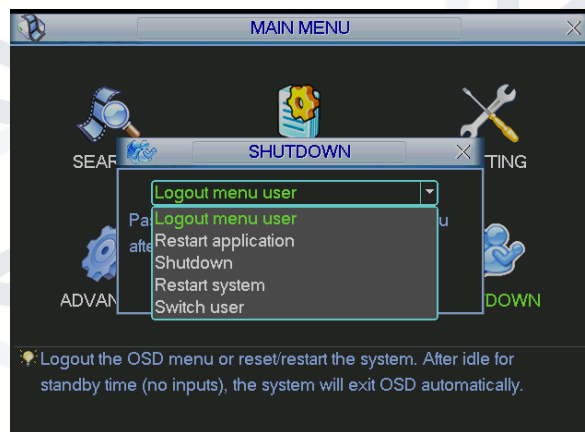 MAIN MENU
SEAR
TING
SHUTDOWN
Logout menu user
Pas
u
Logout menu user
afte
Restart application
Shutdown
Restart system
Switch user
ADVAN
DOWN
Logout the OSD menu or reset/restart the system. After idle for
standby time (no inputs), the system will exit OSD automatically.